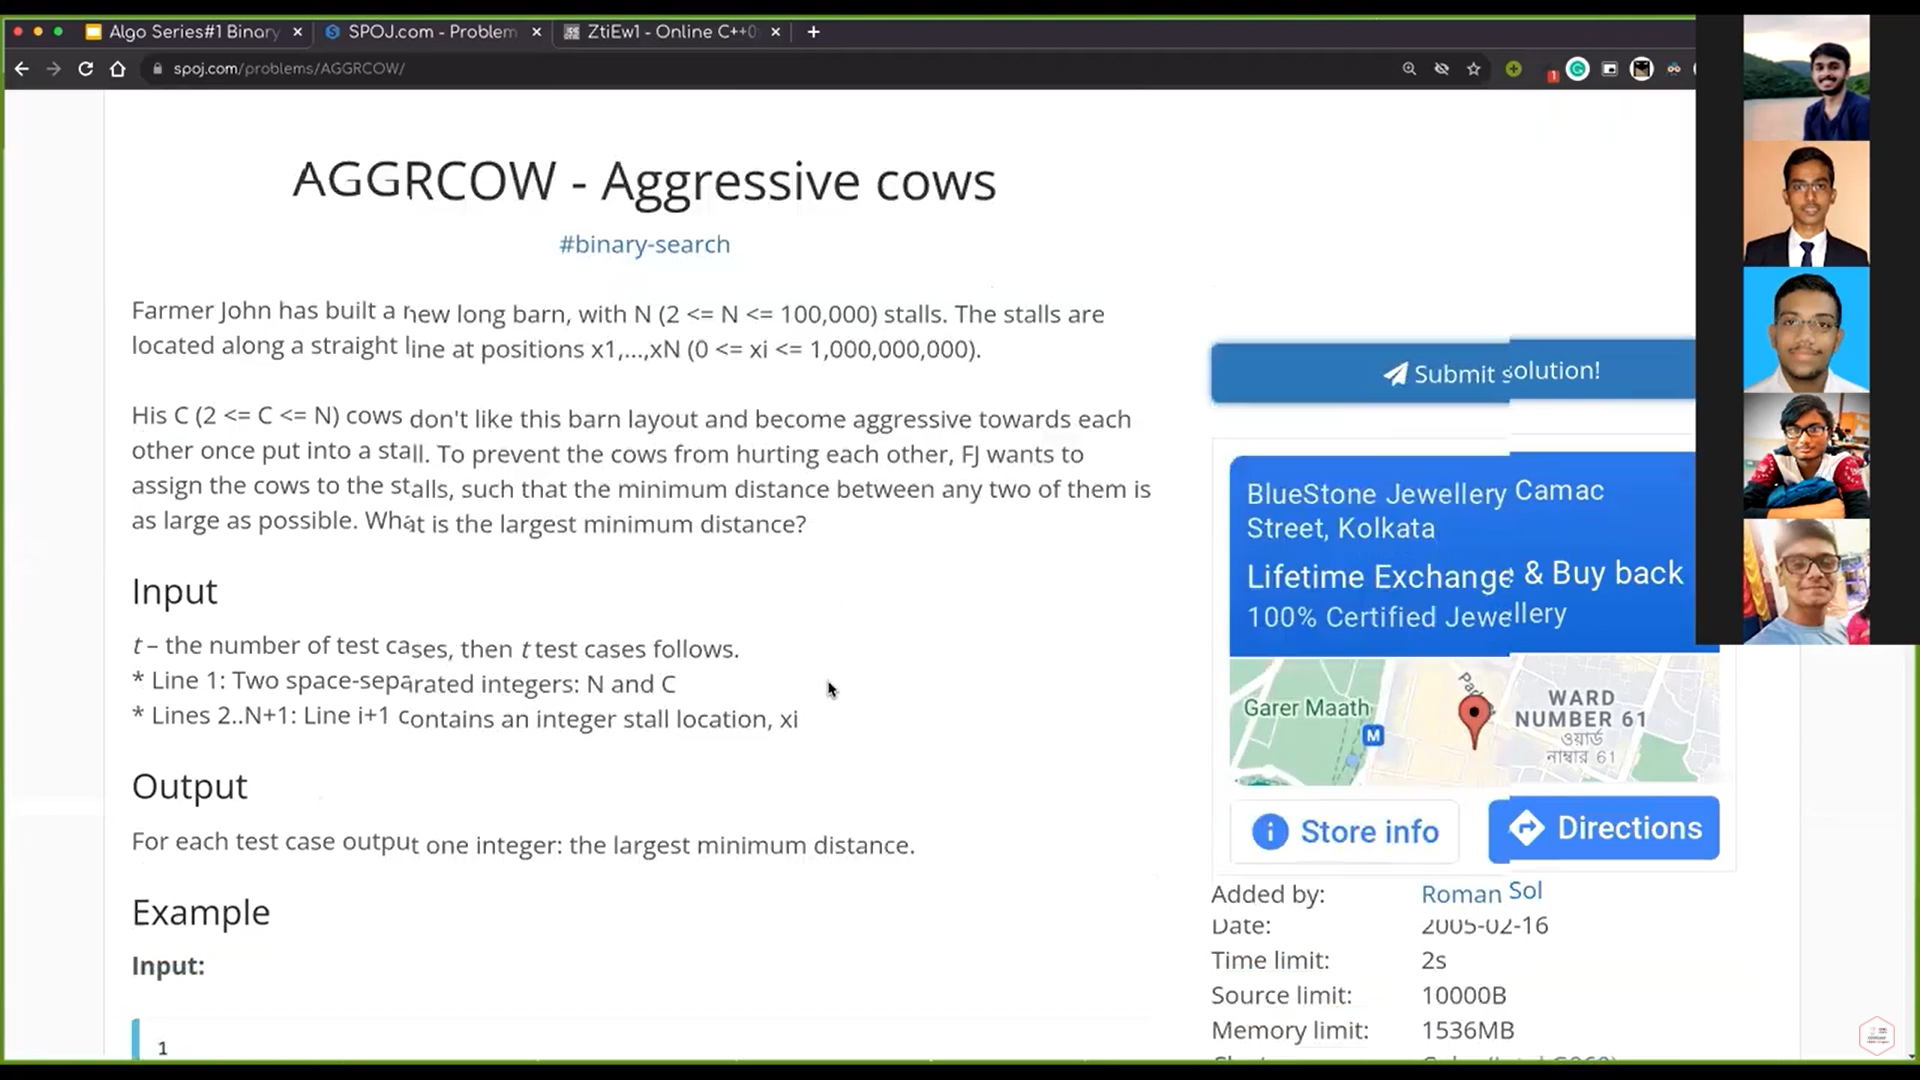 Algo Series#1 Binary
SPOJ.com - Problem
ZtiEw1 - Online C++0
spoj.com/problems/AGGRCOW/
1
AGGRCOW - Aggressive cows
#binary-search
Farmer John has built a new long barn, with N (2 <= N <= 100,000) stalls. The stalls are
located along a straight line at positions x1,...,xN (0 <= xi <= 1,000,000,000).
His C (2 <= C <= N) cows don't like this barn layout and become aggressive towards each
other once put into a stall. To prevent the cows from hurting each other, FJ wants to
assign the cows to the stalls, such that the minimum distance between any two of them is
as large as possible. What is the largest minimum distance?
Input
t – the number of test cases, then t test cases follows.
* Line 1: Two space-separated integers: N and C
* Lines 2..N+1: Line i+1 contains an integer stall location, xi
Output
For each test case output one integer: the largest minimum distance.
Example
Input:
1
Submit solution!
BlueStone Jewellery Camac
Street, Kolkata
Lifetime Exchange & Buy back
100% Certified Jewellery
Garer Maath
M
WARD
NUMBER 61
ওয়ার্ড
নাম্বার 61
Store info
Directions
Added by: Roman Sol
Date: 2005-02-16
Time limit: 2s
Source limit: 10000B
Memory limit: 1536MB